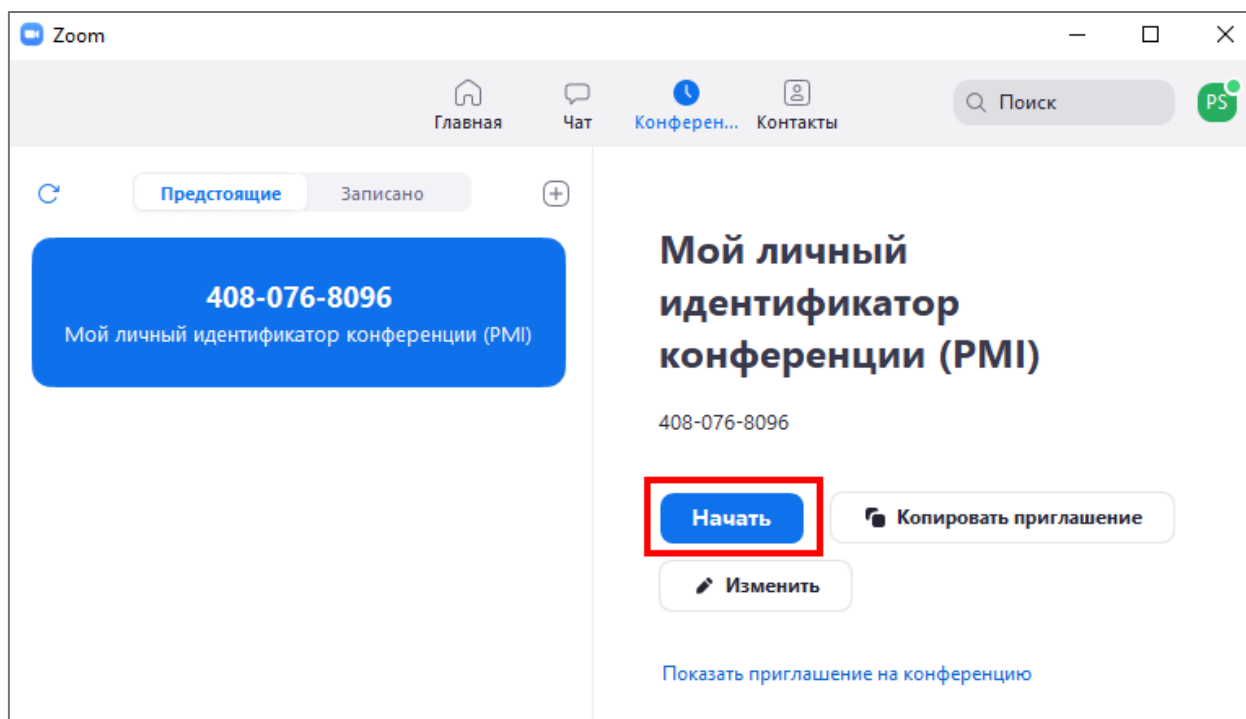 Zoom
Главная
Чат
Конферен...
Контакты
Поиск
PS
Предстоящие
Записано
408-076-8096
Мой личный идентификатор конференции (PMI)
Мой личный
идентификатор
конференции (PMI)
408-076-8096
Начать
Копировать приглашение
Изменить
Показать приглашение на конференцию